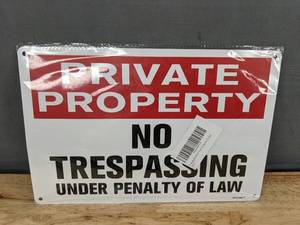 PRIVATE
PROPERTY
NO
TRESPASSING
UNDER PENALTY OF LAW